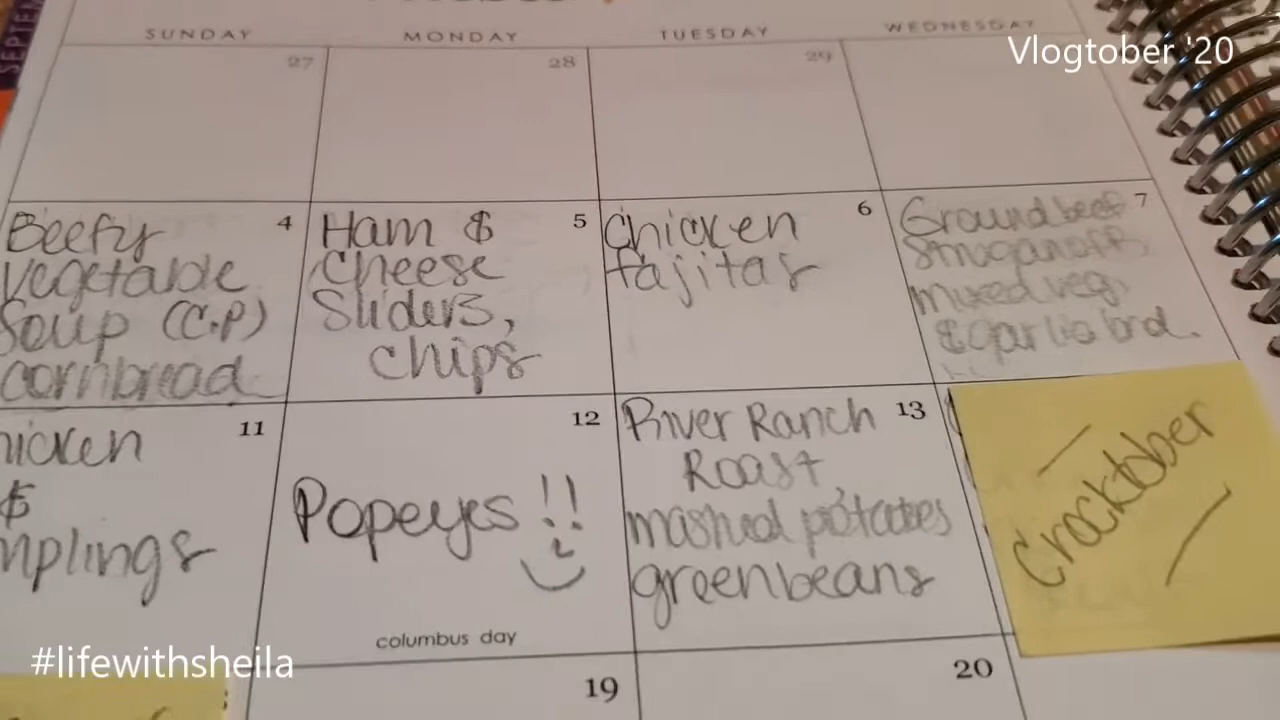 SUNDAY MONDAY TUESDAY WEDNESDAY
Vlogtober '20
27 28 29
4 5 6 7
Beefy
Vegetable
Soup (C.P)
cornbread
Ham &
Cheese
Sliders,
chips
Chicken
fajitas
Ground beef
Stroganoff,
mixed veg,
& garlic brd.
11 12 13
hicken
&
mplings
Popeyes !!
columbus day
River Ranch
Roast
mashed potatoes
greenbeans
Crocktober
#lifewithsheila
19 20